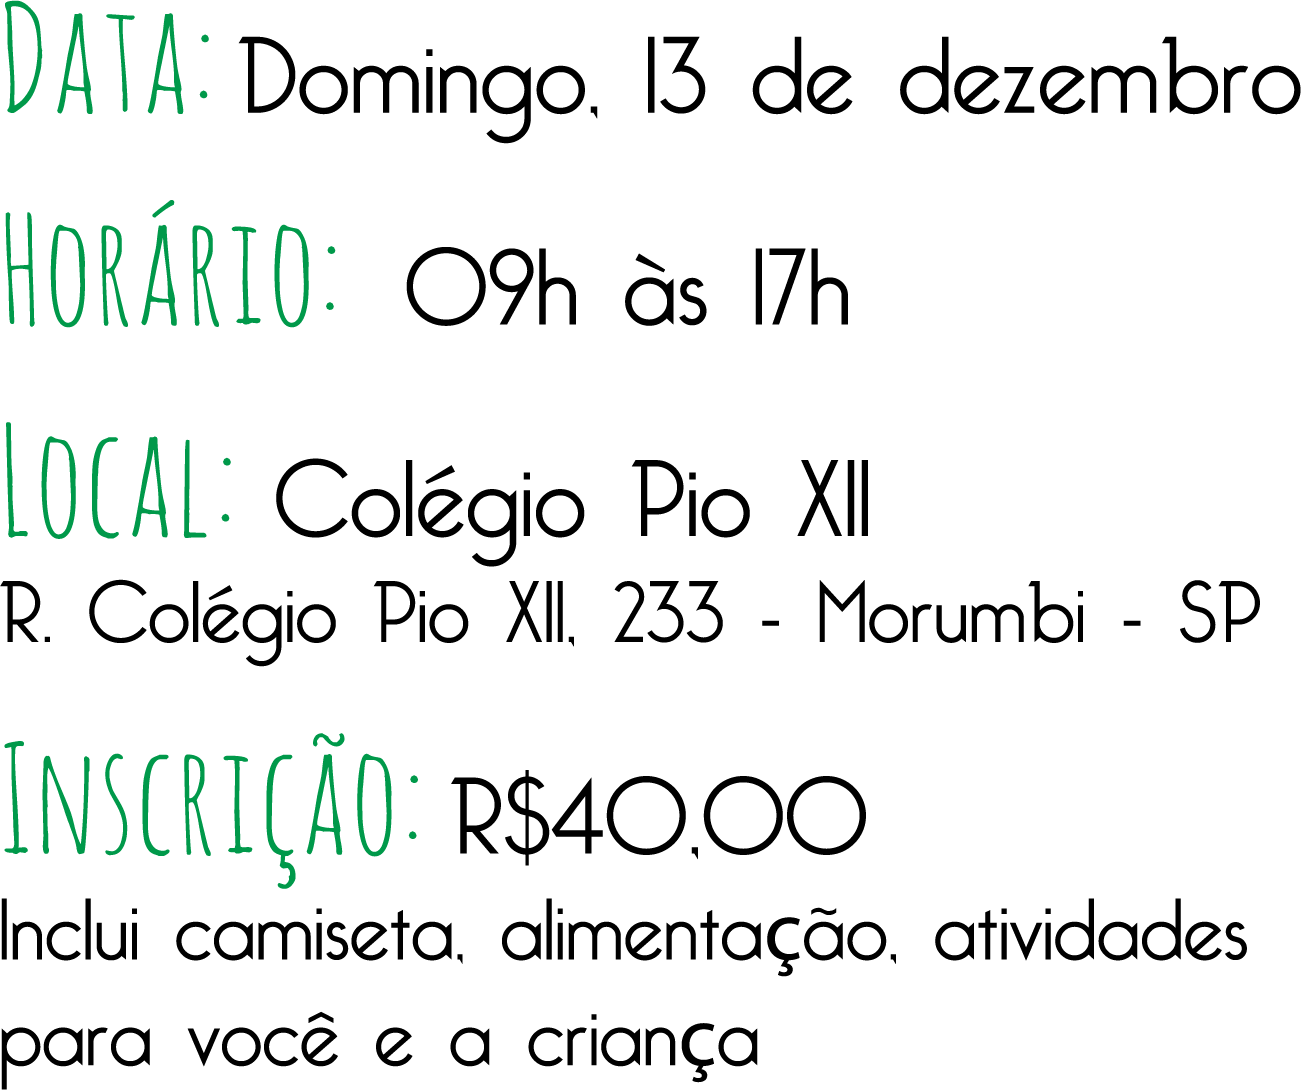 Data: Domingo, 13 de dezembro
Horário: 09h às 17h
Local: Colégio Pio XII
R. Colégio Pio XII, 233 - Morumbi - SP
Inscrição: R$40,00
Inclui camiseta, alimentação, atividades
para você e a criança